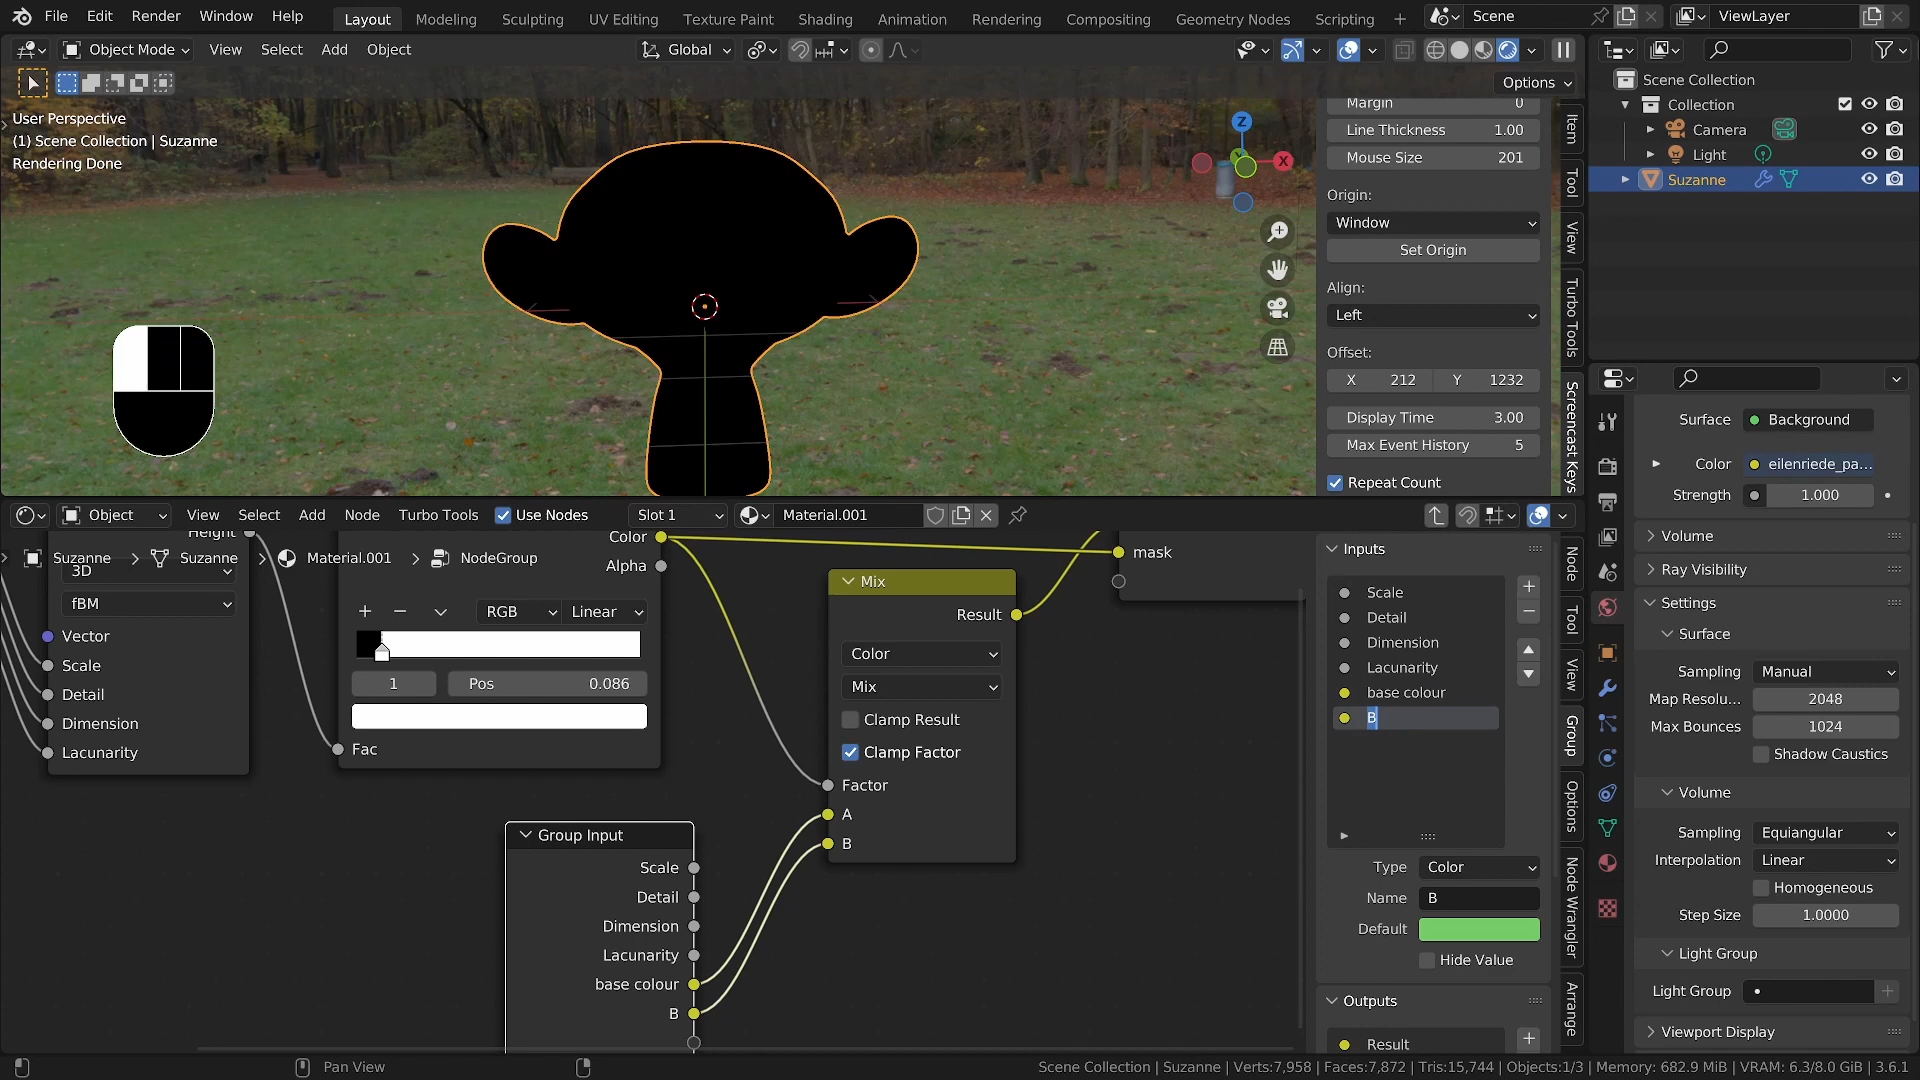 File Edit Render Window Help Layout Modeling Sculpting UV Editing Texture Paint Shading Animation Rendering Compositing Geometry Nodes Scripting + Scene ViewLayer
Object Mode View Select Add Object Global
Options
User Perspective
(1) Scene Collection | Suzanne
Rendering Done
Z
X
Margin 0
Line Thickness 1.00
Mouse Size 201
Origin:
Window
Set Origin
Align:
Left
Offset:
X 212 Y 1232
Display Time 3.00
Max Event History 5
Repeat Count
Item
Tool
View
Turbo Tools
Screencast Keys
Scene Collection
Collection
Camera
Light
Suzanne
Object View Select Add Node Turbo Tools Use Nodes Slot 1 Material.001
Suzanne Suzanne Material.001 NodeGroup
Height
3D
fBM
Vector
Scale
Detail
Dimension
Lacunarity
Color
Alpha
RGB Linear
1 Pos 0.086
Fac
Mix
Result
Color
Mix
Clamp Result
Clamp Factor
Factor
A
B
mask
Group Input
Scale
Detail
Dimension
Lacunarity
base colour
B
Inputs
Scale
Detail
Dimension
Lacunarity
base colour
B
Type Color
Name B
Default
Hide Value
Outputs
Result
Node
Tool
View
Group
Options
Node Wrangler
Arrange
Surface Background
Color eilenriede_pa...
Strength 1.000
Volume
Ray Visibility
Settings
Surface
Sampling Manual
Map Resolu... 2048
Max Bounces 1024
Shadow Caustics
Volume
Sampling Equiangular
Interpolation Linear
Homogeneous
Step Size 1.0000
Light Group
Light Group
Viewport Display
Pan View
Scene Collection | Suzanne | Verts:7,958 | Faces:7,872 | Tris:15,744 | Objects:1/3 | Memory: 682.9 MiB | VRAM: 6.3/8.0 GiB | 3.6.1